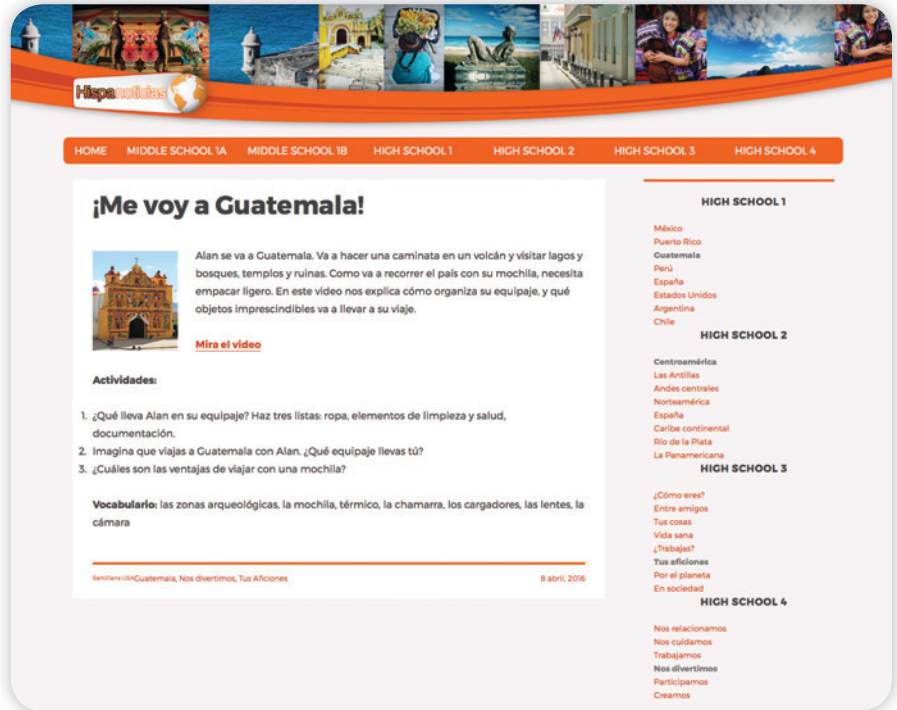 Hispanoticias
HOME MIDDLE SCHOOL 1A MIDDLE SCHOOL 1B HIGH SCHOOL 1 HIGH SCHOOL 2 HIGH SCHOOL 3 HIGH SCHOOL 4
¡Me voy a Guatemala!
Alan se va a Guatemala. Va a hacer una caminata en un volcán y visitar lagos y
bosques, templos y ruinas. Como va a recorrer el país con su mochila, necesita
empacar ligero. En este video nos explica cómo organiza su equipaje, y qué
objetos imprescindibles va a llevar a su viaje.
Mira el video
Actividades:
1. ¿Qué lleva Alan en su equipaje? Haz tres listas: ropa, elementos de limpieza y salud,
documentación.
2. Imagina que viajas a Guatemala con Alan. ¿Qué equipaje llevas tú?
3. ¿Cuáles son las ventajas de viajar con una mochila?
Vocabulario: las zonas arqueológicas, la mochila, térmico, la chamarra, los cargadores, las lentes, la
cámara
Santillana USAGuatemala, Nos divertimos, Tus Aficiones 8 abril, 2016
HIGH SCHOOL 1
México
Puerto Rico
Guatemala
Perú
España
Estados Unidos
Argentina
Chile
HIGH SCHOOL 2
Centroamérica
Las Antillas
Andes centrales
Norteamérica
España
Caribe continental
Río de la Plata
La Panamericana
HIGH SCHOOL 3
¿Cómo eres?
Entre amigos
Tus cosas
Vida sana
¿Trabajas?
Tus aficiones
Por el planeta
En sociedad
HIGH SCHOOL 4
Nos relacionamos
Nos cuidamos
Trabajamos
Nos divertimos
Participamos
Creamos